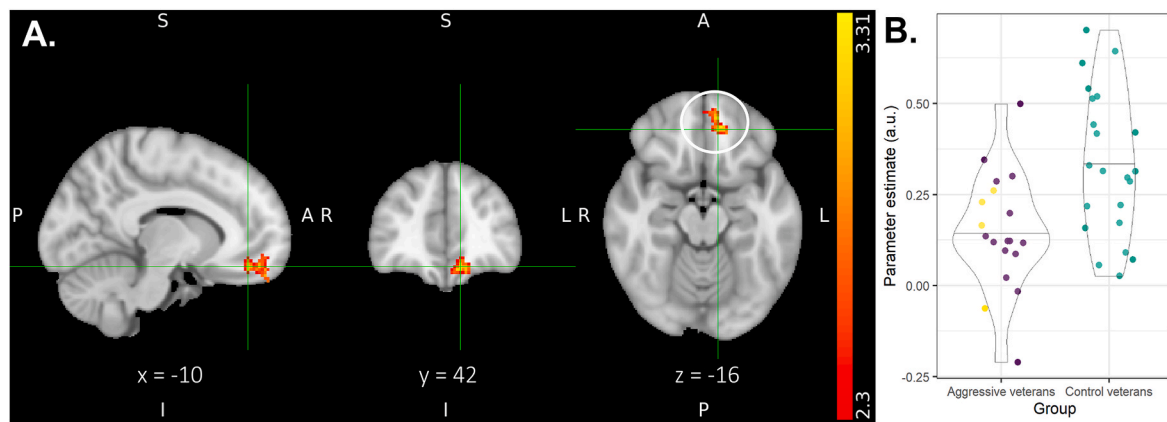 A.
S
S
A
P
A R
L R
L
x = -10
y = 42
z = -16
I
I
P
3.31
2.3
B.
Parameter estimate (a.u.)
0.50
0.25
0.00
-0.25
Aggressive veterans
Control veterans
Group